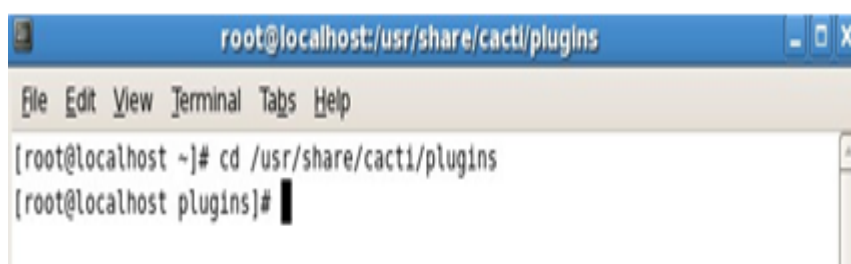 root@localhost:/usr/share/cacti/plugins
File Edit View Terminal Tabs Help
[root@localhost ~]# cd /usr/share/cacti/plugins
[root@localhost plugins]#